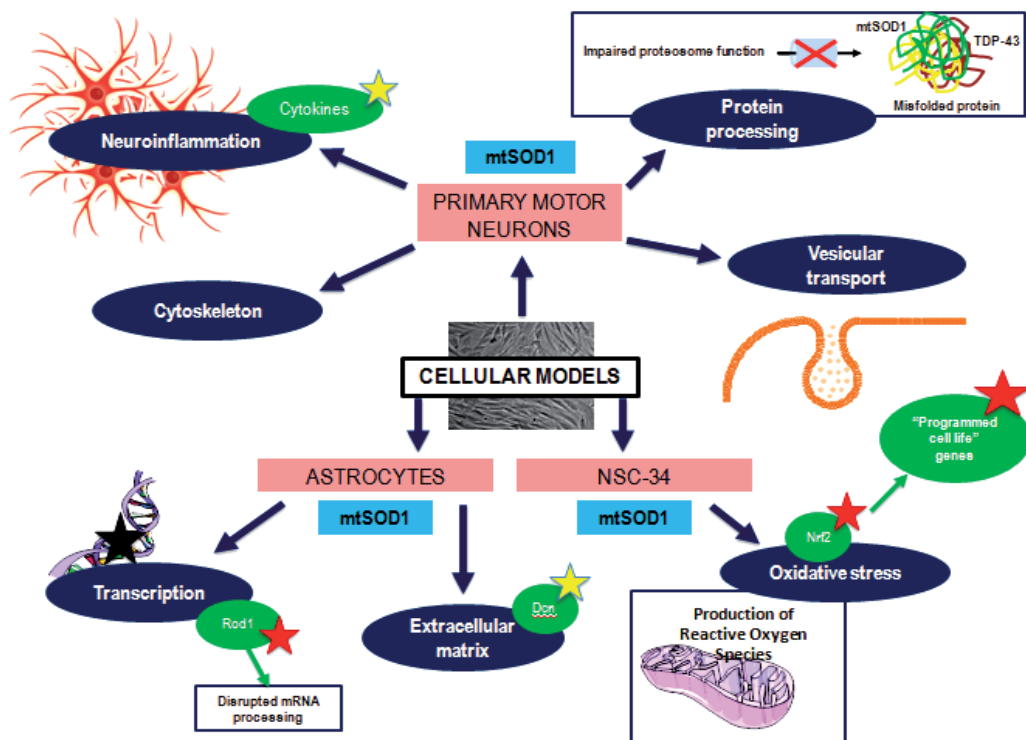 mtSOD1
TDP-43
Impaired proteosome function
Misfolded protein
Cytokines
Neuroinflammation
Protein
processing
mtSOD1
PRIMARY MOTOR
NEURONS
Vesicular
transport
Cytoskeleton
CELLULAR MODELS
"Programmed
cell life"
genes
ASTROCYTES
NSC-34
mtSOD1
mtSOD1
Nrf2
Oxidative stress
Transcription
Rod1
Dcn
Extracellular
matrix
Production of
Reactive Oxygen
Species
Disrupted mRNA
processing